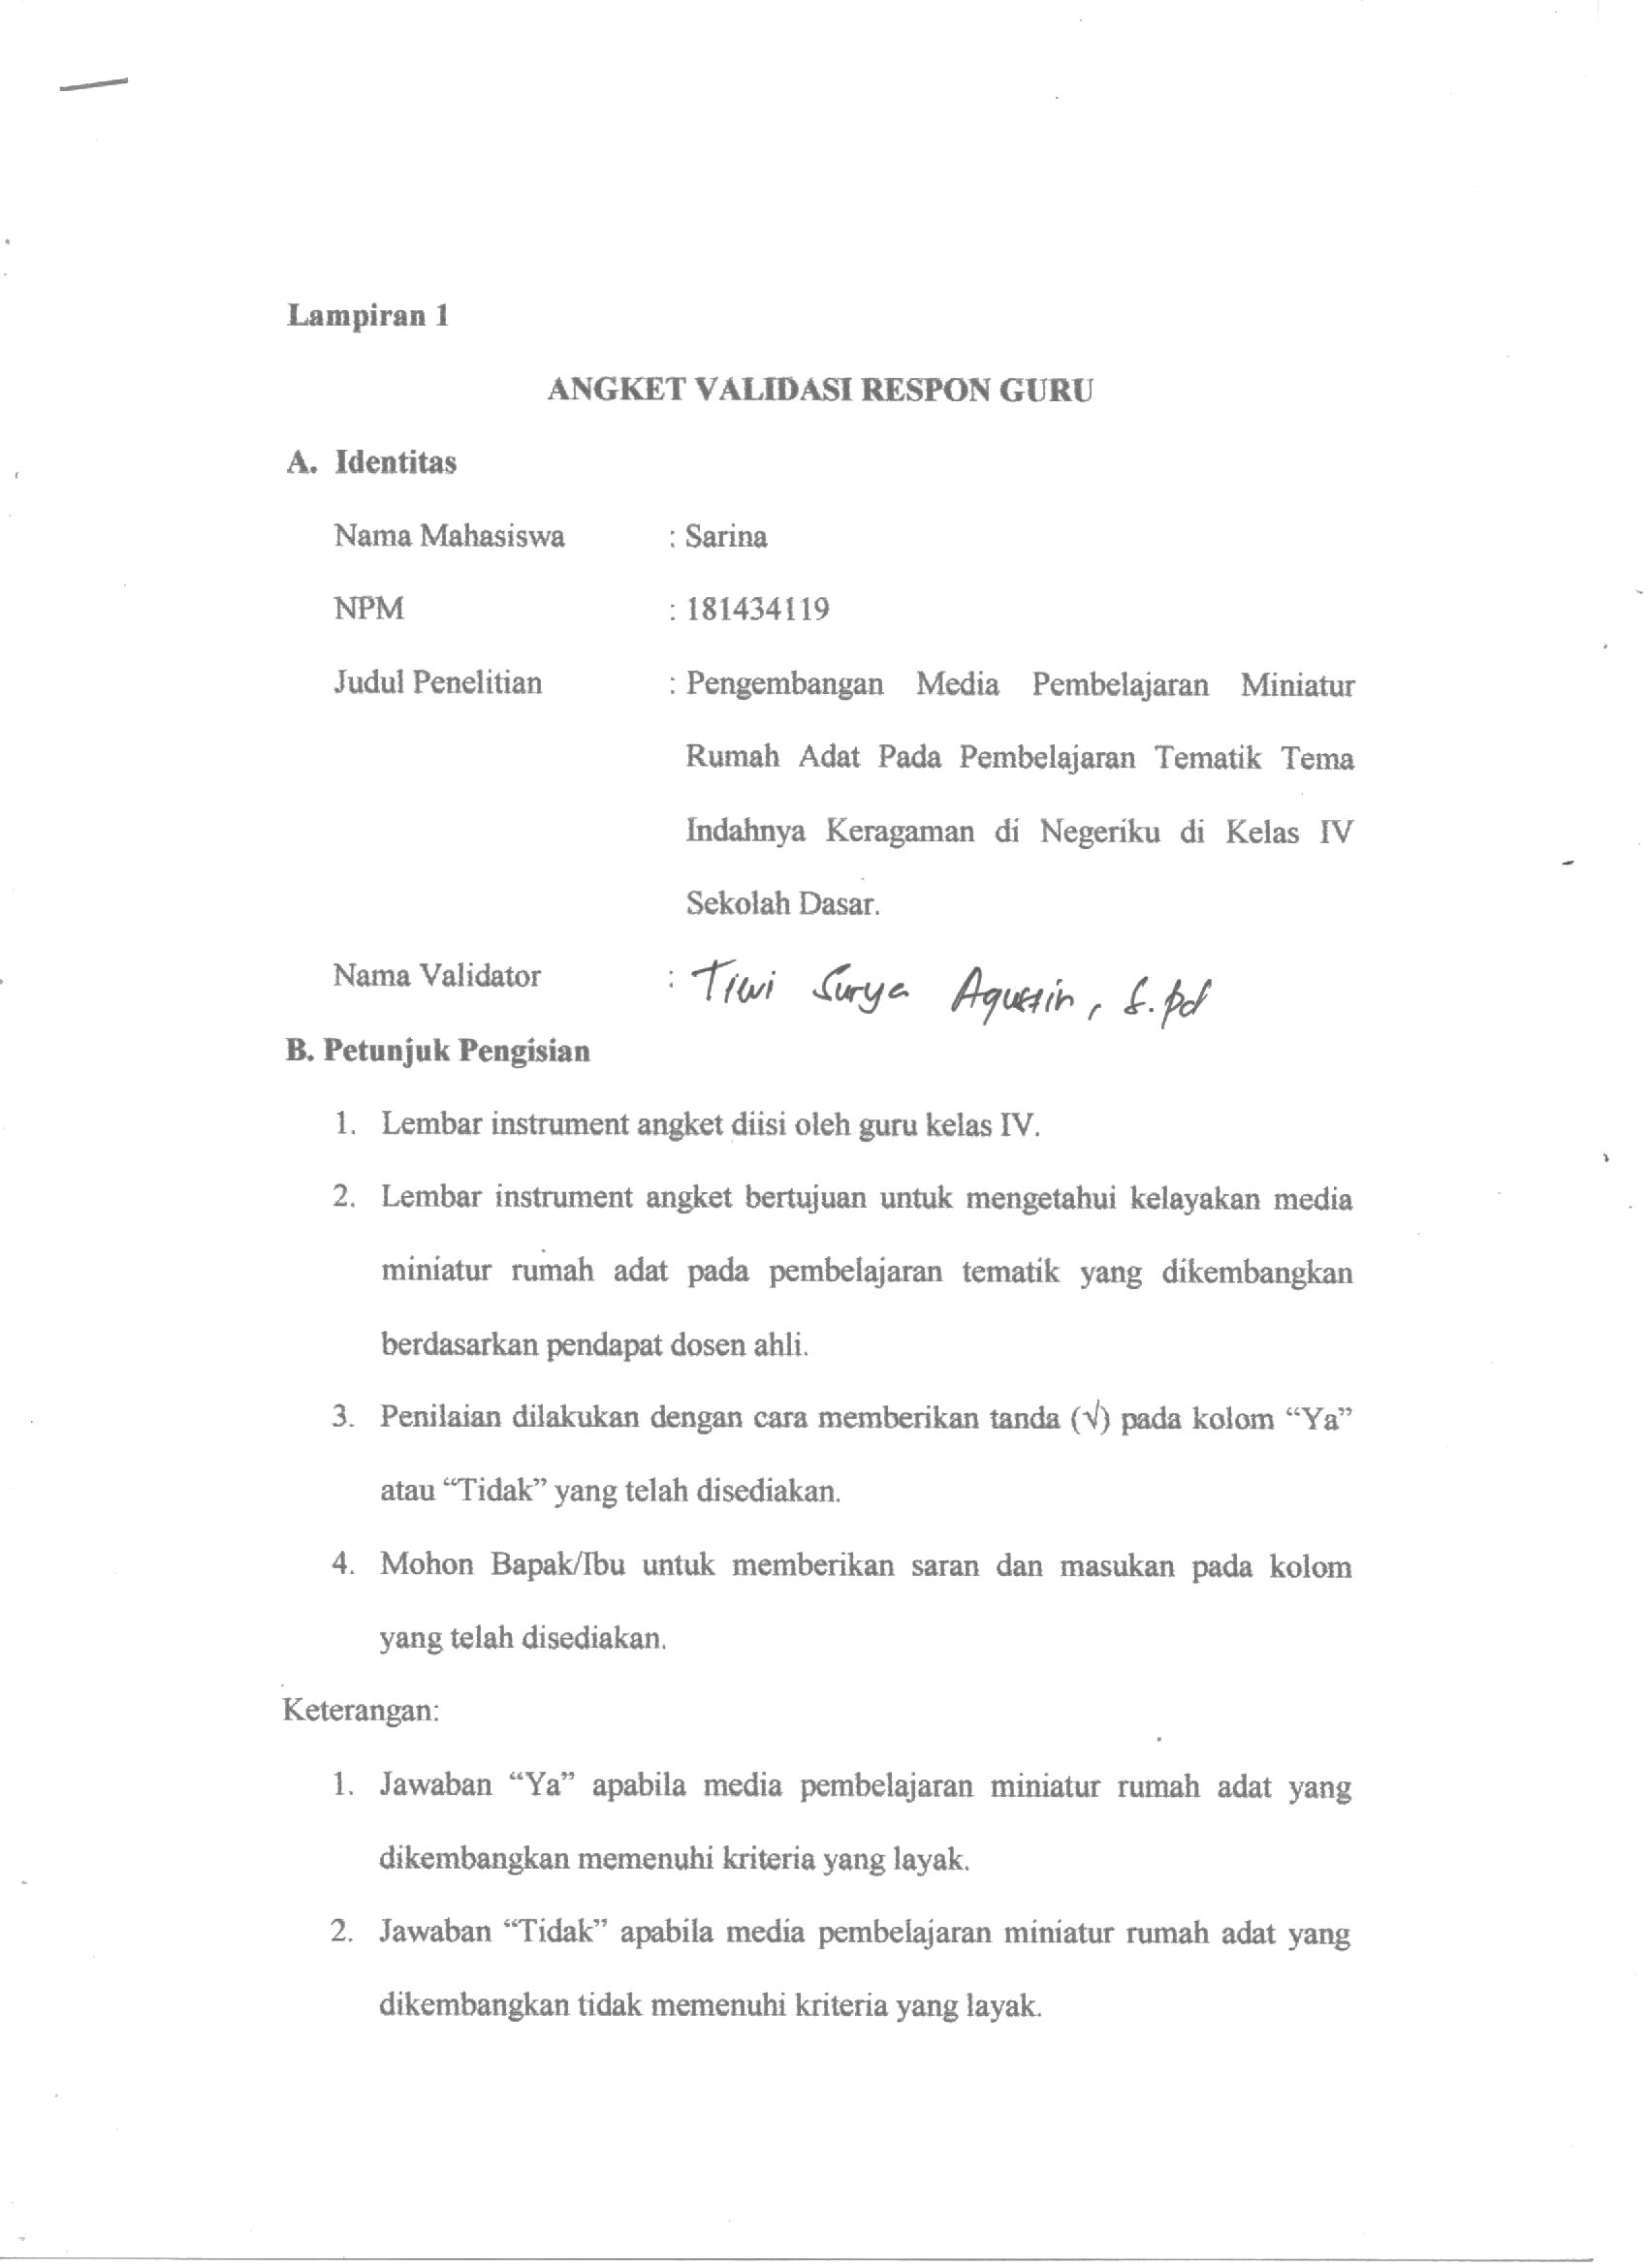 Lampiran 1
ANGKET VALIDASI RESPON GURU
A. Identitas
Nama Mahasiswa : Sarina
NPM : 181434119
Judul Penelitian : Pengembangan Media Pembelajaran Miniatur
Rumah Adat Pada Pembelajaran Tematik Tema
Indahnya Keragaman di Negeriku di Kelas IV
Sekolah Dasar.
Nama Validator : Tiwi Surya Agustin, S.pd
B. Petunjuk Pengisian
1. Lembar instrument angket diisi oleh guru kelas IV.
2. Lembar instrument angket bertujuan untuk mengetahui kelayakan media
miniatur rumah adat pada pembelajaran tematik yang dikembangkan
berdasarkan pendapat dosen ahli.
3. Penilaian dilakukan dengan cara memberikan tanda (√) pada kolom “Ya”
atau “Tidak” yang telah disediakan.
4. Mohon Bapak/Ibu untuk memberikan saran dan masukan pada kolom
yang telah disediakan.
Keterangan:
1. Jawaban “Ya” apabila media pembelajaran miniatur rumah adat yang
dikembangkan memenuhi kriteria yang layak.
2. Jawaban “Tidak” apabila media pembelajaran miniatur rumah adat yang
dikembangkan tidak memenuhi kriteria yang layak.